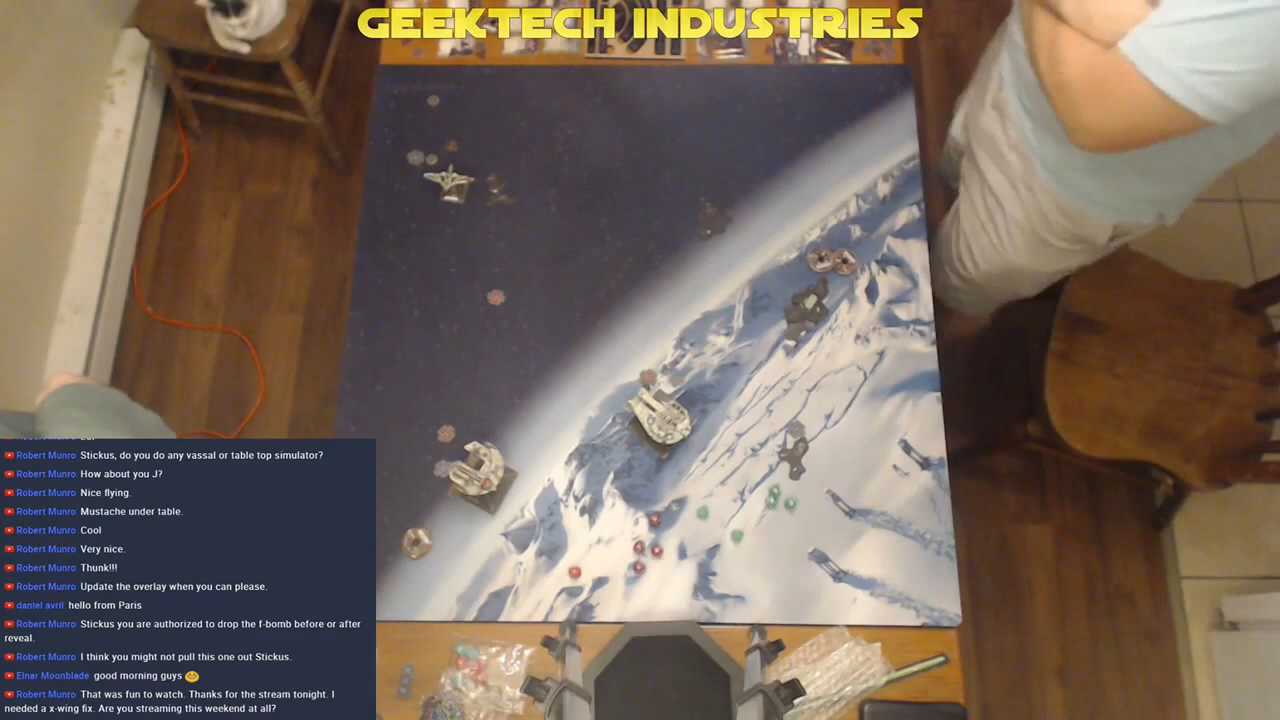 GEEKTECH INDUSTRIES
Robert Munro Stickus, do you do any vassal or table top simulator?
Robert Munro How about you J?
Robert Munro Nice flying.
Robert Munro Mustache under table.
Robert Munro Cool
Robert Munro Very nice.
Robert Munro Thunk!!!
Robert Munro Update the overlay when you can please.
daniel avril hello from Paris
Robert Munro Stickus you are authorized to drop the f-bomb before or after
reveal.
Robert Munro I think you might not pull this one out Stickus.
Elnar Moonblade good morning guys
Robert Munro That was fun to watch. Thanks for the stream tonight. I
needed a x-wing fix. Are you streaming this weekend at all?